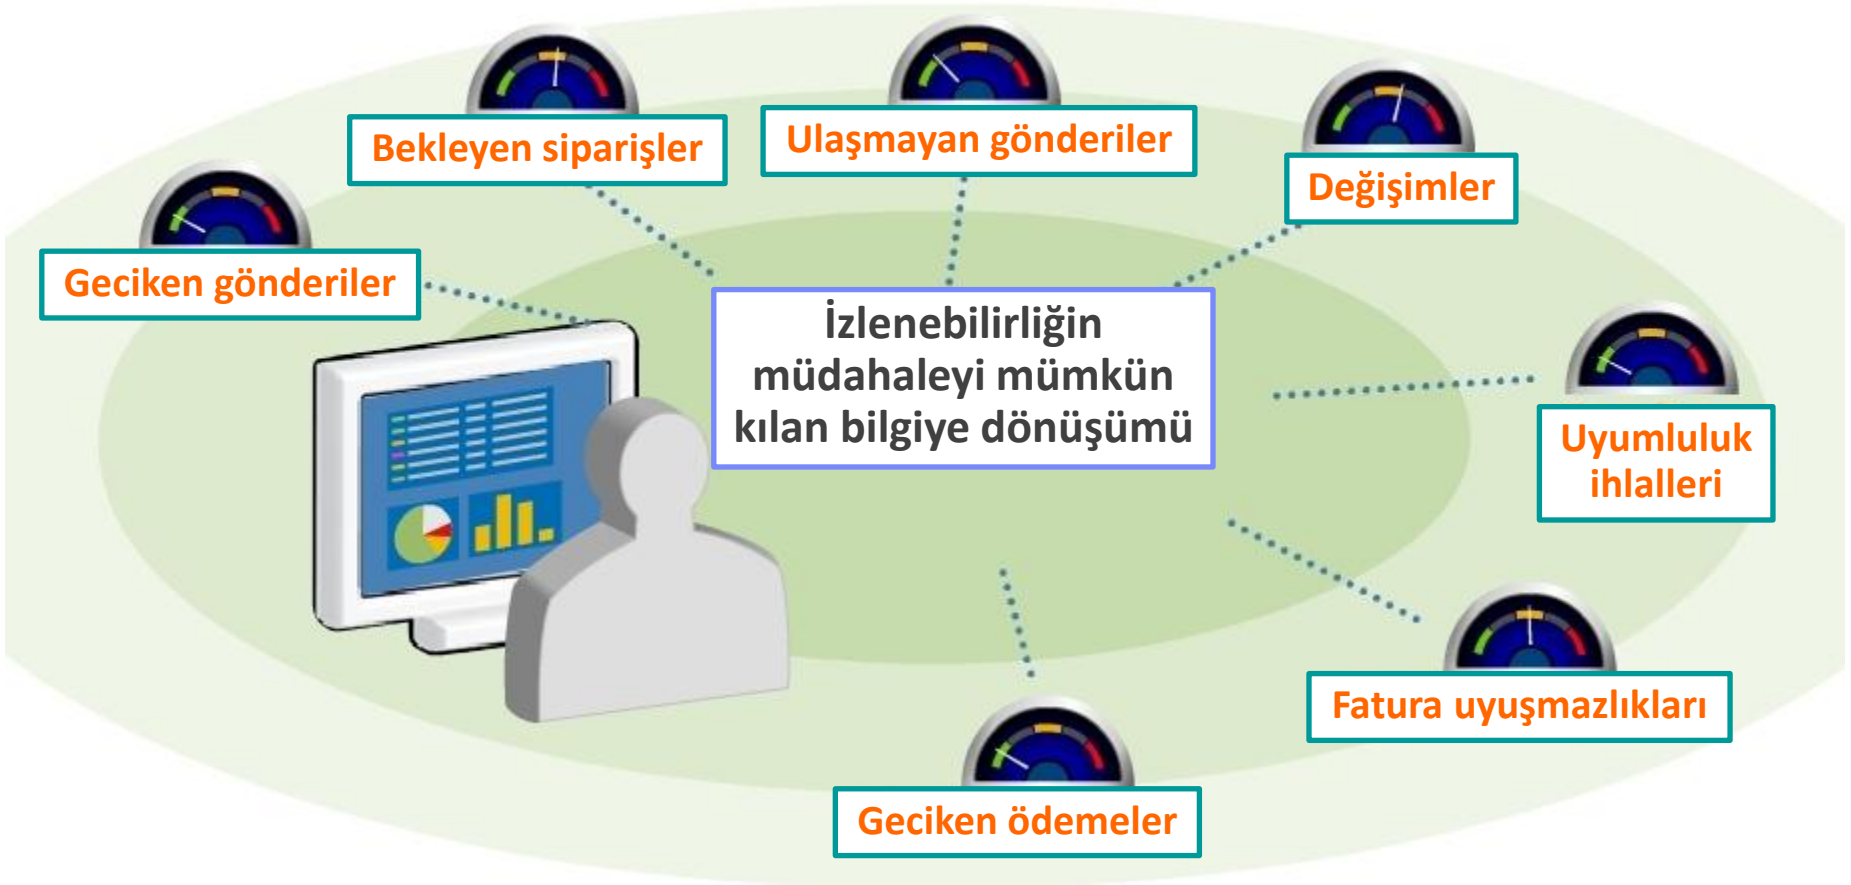 Bekleyen siparişler
Ulaşmayan gönderiler
Değişimler
Geciken gönderiler
İzlenebilirliğin
müdahaleyi mümkün
kılan bilgiye dönüşümü
Uyumluluk
ihlalleri
Fatura uyuşmazlıkları
Geciken ödemeler